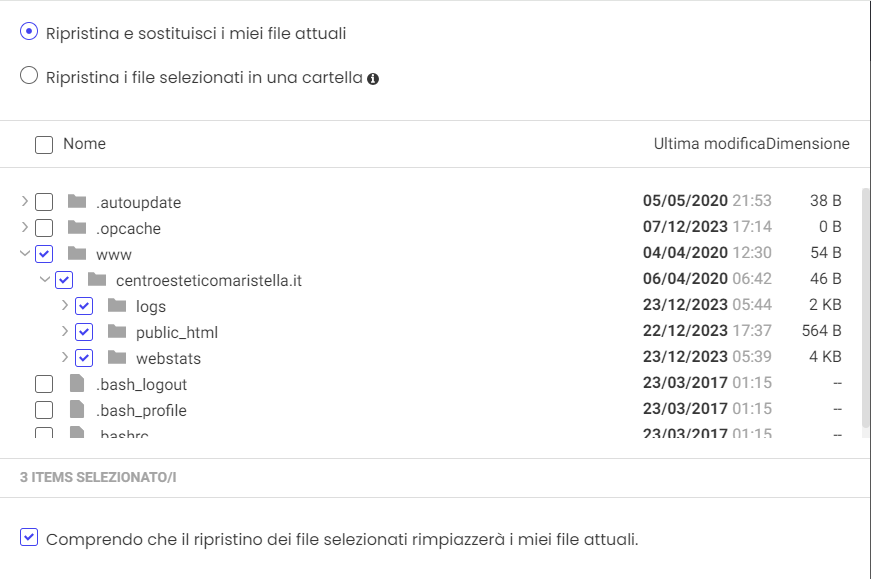 Ripristina e sostituisci i miei file attuali
Ripristina i file selezionati in una cartella
Nome Ultima modificaDimensione
.autoupdate 05/05/2020 21:53 38 B
.opcache 07/12/2023 17:14 0 B
www 04/04/2020 12:30 54 B
centroesteticomaristella.it 06/04/2020 06:42 46 B
logs 23/12/2023 05:44 2 KB
public_html 22/12/2023 17:37 564 B
webstats 23/12/2023 05:39 4 KB
.bash_logout 23/03/2017 01:15 --
.bash_profile 23/03/2017 01:15 --
.bashrc 23/03/2017 01:15 --
3 ITEMS SELEZIONATO/I
Comprendo che il ripristino dei file selezionati rimpiazzerà i miei file attuali.